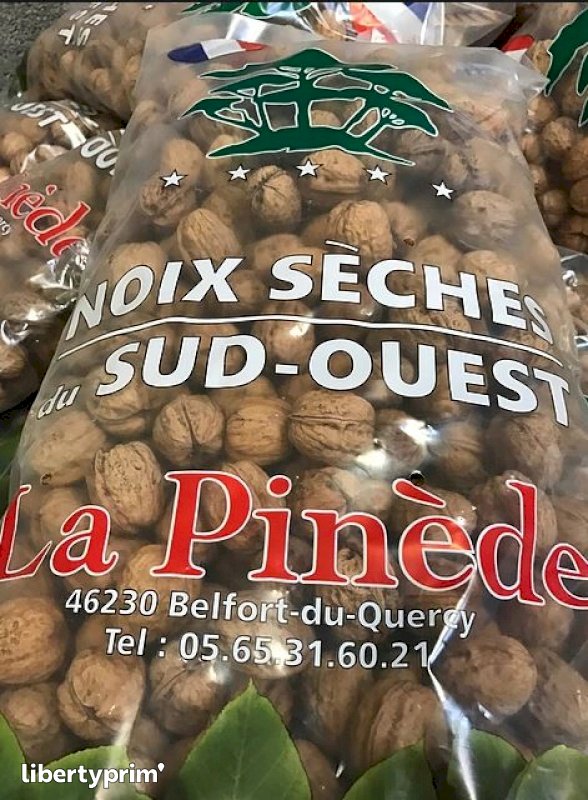 NOIX SÈCHES
du SUD-OUEST
La Pinède
46230 Belfort-du-Quercy
Tel : 05.65.31.60.21
libertyprim'